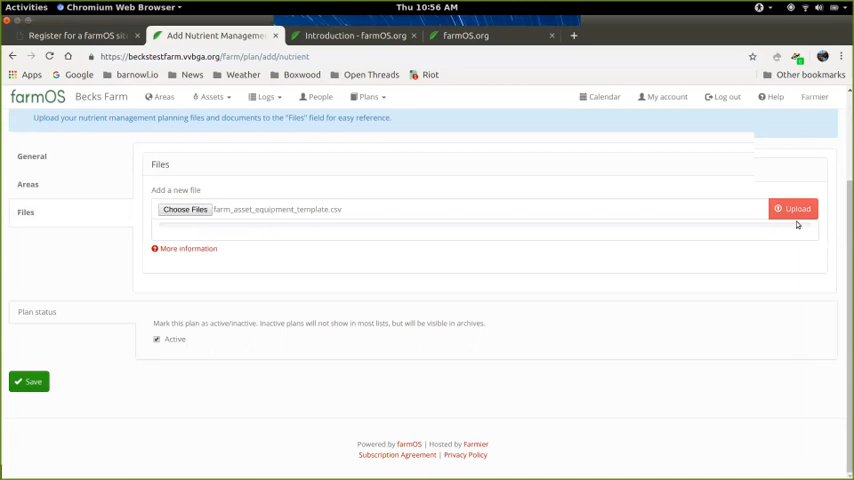 Activities Chromium Web Browser Thu 10:56 AM
Register for a farmOS sit Add Nutrient Manageme Introduction - farmOS.org farmOS.org
https://beckstestfarm.vvbga.org/farm/plan/add/nutrient
Apps Google barnowl.io News Weather Boxwood Open Threads Riot Other bookmarks
farmOS Becks Farm Areas Assets Logs People Plans Calendar My account Log out Help Farmier
Upload your nutrient management planning files and documents to the "Files" field for easy reference.
General
Areas
Files
Files
Add a new file
Choose Files farm_asset_equipment_template.csv Upload
More information
Plan status
Mark this plan as active/inactive. Inactive plans will not show in most lists, but will be visible in archives.
Active
Save
Powered by farmOS | Hosted by Farmier
Subscription Agreement | Privacy Policy